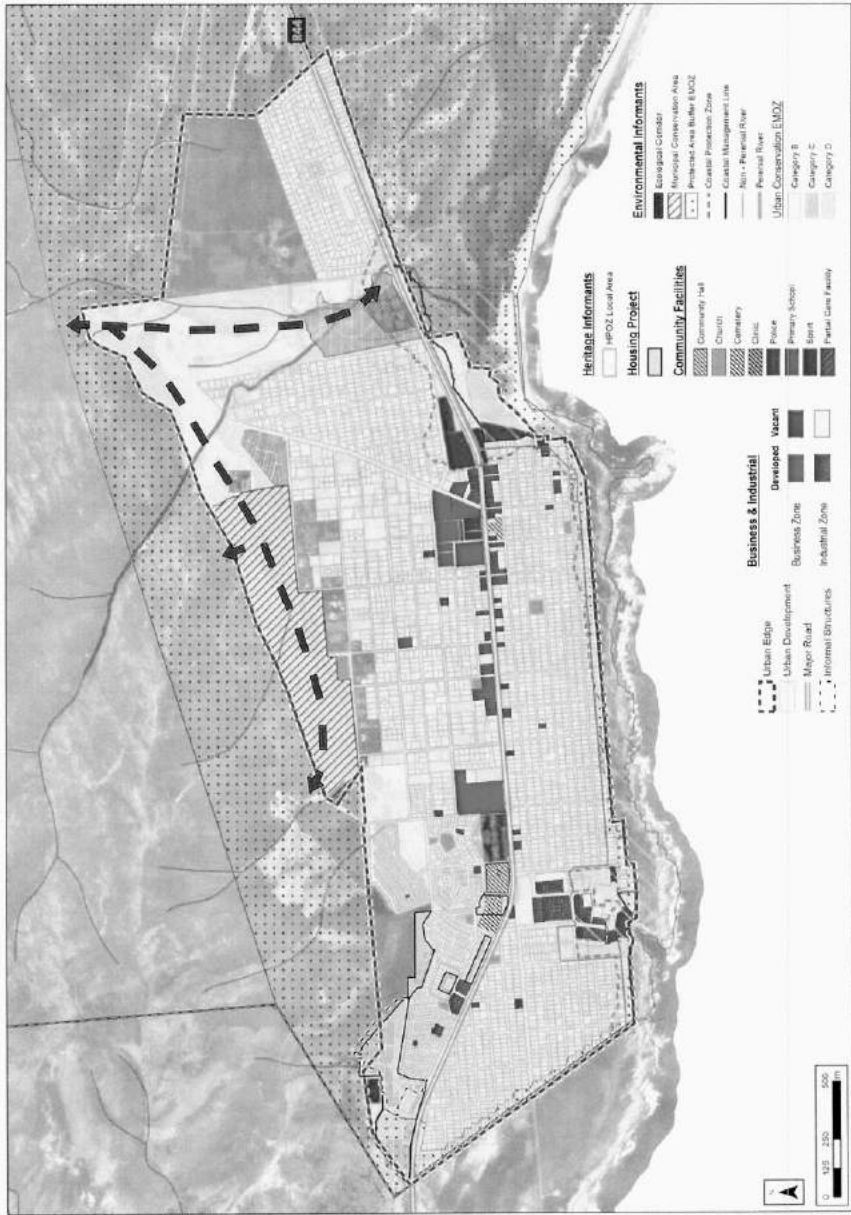 R44
Environmental Informants
Ecological Corridor
Municipal Conservation Area
Protected Area Buffer EMOZ
Coastal Protection Zone
Coastal Management Line
Non - Perenial River
Perenial River
Urban Conservation EMOZ
Category B
Category C
Category D
Heritage Informants
HPOZ Local Area
Housing Project
Community Facilities
Community Hall
Church
Cemetery
Clinic
Police
Primary School
Sport
Partial Care Facility
Business & Industrial
Developed Vacant
Business Zone
Industrial Zone
Urban Edge
Urban Development
Major Road
Informal Structures
0 125 250 500
m